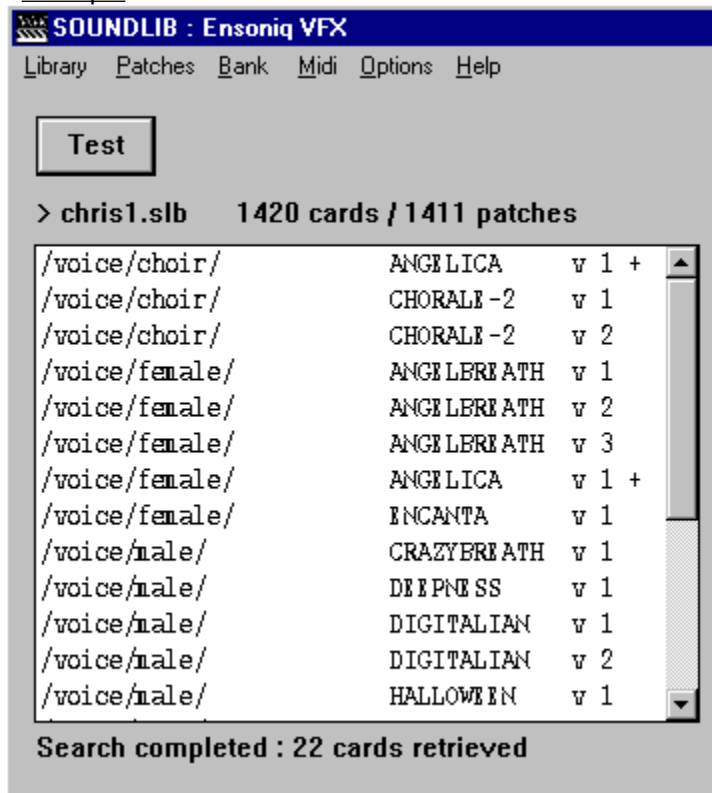 SOUNDLIB : Ensoniq VFX
Library Patches Bank Midi Options Help
Test
> chris1.slb 1420 cards / 1411 patches
/voice/choir/ ANGELICA v 1 +
/voice/choir/ CHORALE-2 v 1
/voice/choir/ CHORALE-2 v 2
/voice/female/ ANGELBREATH v 1
/voice/female/ ANGELBREATH v 2
/voice/female/ ANGELBREATH v 3
/voice/female/ ANGELICA v 1 +
/voice/female/ ENCANTA v 1
/voice/male/ CRAZYBREATH v 1
/voice/male/ DEEPNESS v 1
/voice/male/ DIGITALIAN v 1
/voice/male/ DIGITALIAN v 2
/voice/male/ HALLOWEEN v 1
Search completed : 22 cards retrieved